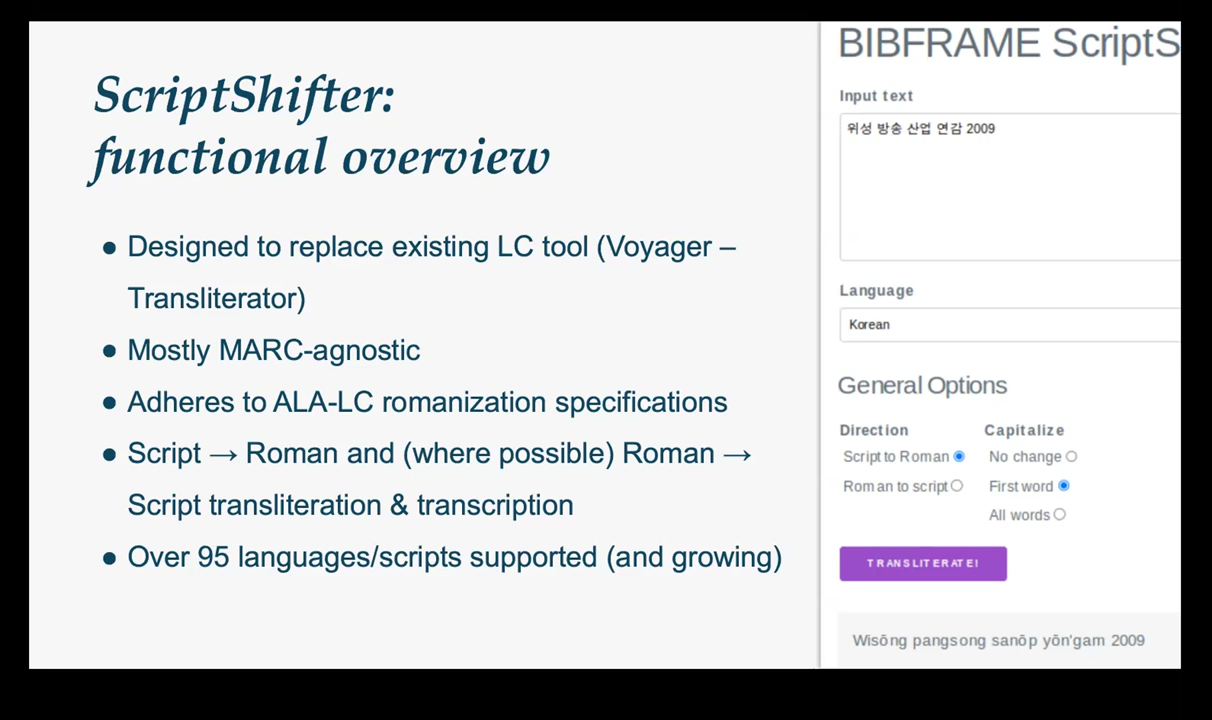 ScriptShifter:
functional overview
● Designed to replace existing LC tool (Voyager –
Transliterator)
● Mostly MARC-agnostic
● Adheres to ALA-LC romanization specifications
● Script → Roman and (where possible) Roman →
Script transliteration & transcription
● Over 95 languages/scripts supported (and growing)
BIBFRAME ScriptS
Input text
위성 방송 산업 연감 2009
Language
Korean
General Options
Direction Capitalize
Script to Roman No change
Roman to script First word
All words
TRANSLITERATE!
Wisŏng pangsong sanŏp yŏn'gam 2009